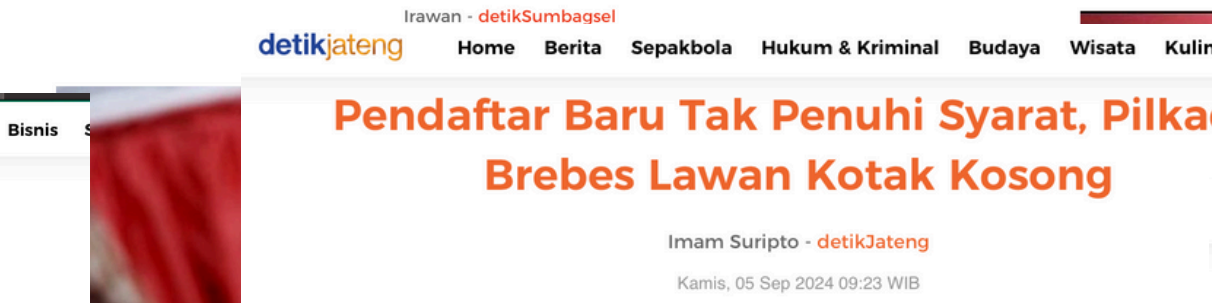 Irawan - detikSumbagsel
detikjateng Home Berita Sepakbola Hukum & Kriminal Budaya Wisata
Bisnis
Pendaftar Baru Tak Penuhi Syarat,
Brebes Lawan Kotak Kosong
Imam Suripto - detikJateng
Kamis, 05 Sep 2024 09:23 WIB